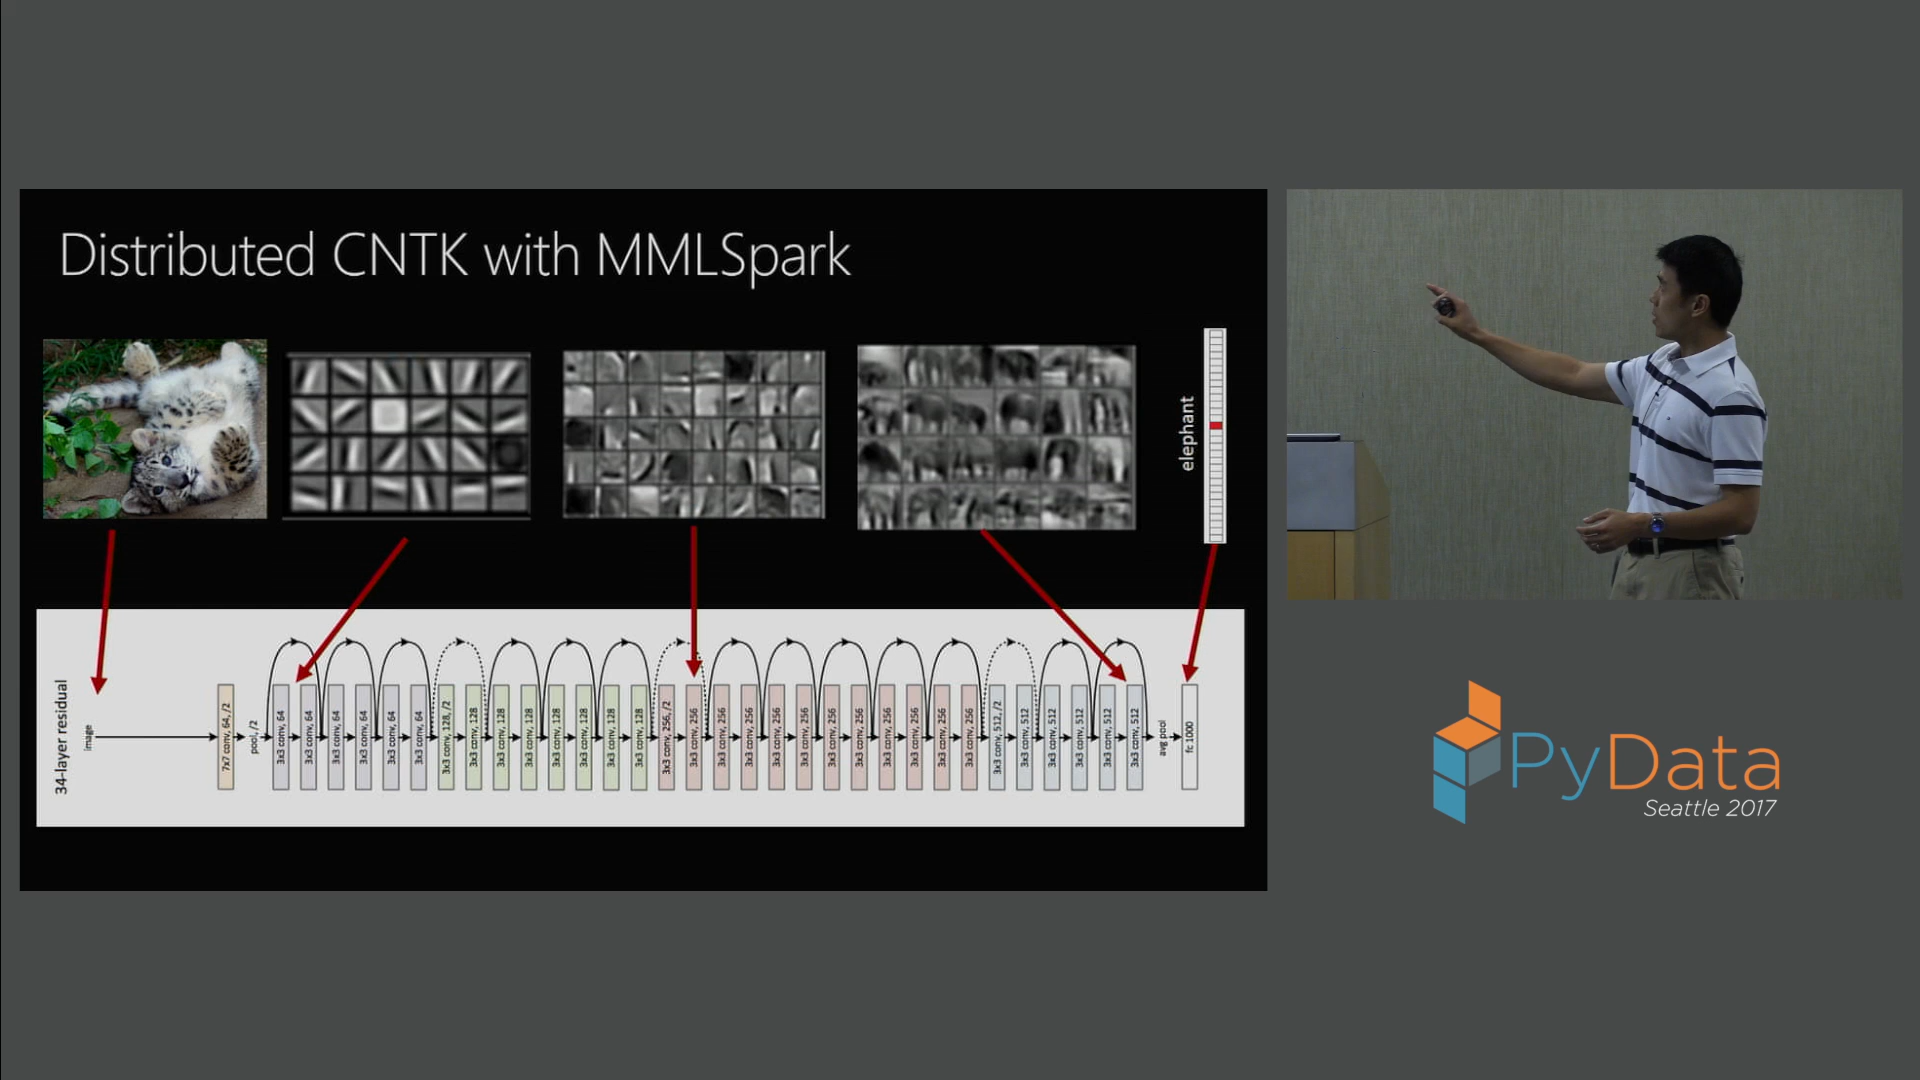 Distributed CNTK with MMLSpark
elephant
34-layer residual
image
7x7 conv, 64, /2
pool, /2
3x3 conv, 64
3x3 conv, 64
3x3 conv, 64
3x3 conv, 64
3x3 conv, 64
3x3 conv, 64
3x3 conv, 128, /2
3x3 conv, 128
3x3 conv, 128
3x3 conv, 128
3x3 conv, 128
3x3 conv, 128
3x3 conv, 128
3x3 conv, 128
3x3 conv, 256, /2
3x3 conv, 256
3x3 conv, 256
3x3 conv, 256
3x3 conv, 256
3x3 conv, 256
3x3 conv, 256
3x3 conv, 256
3x3 conv, 256
3x3 conv, 256
3x3 conv, 256
3x3 conv, 256
3x3 conv, 512, /2
3x3 conv, 512
3x3 conv, 512
3x3 conv, 512
3x3 conv, 512
3x3 conv, 512
avg pool
fc 1000
PyData
Seattle 2017